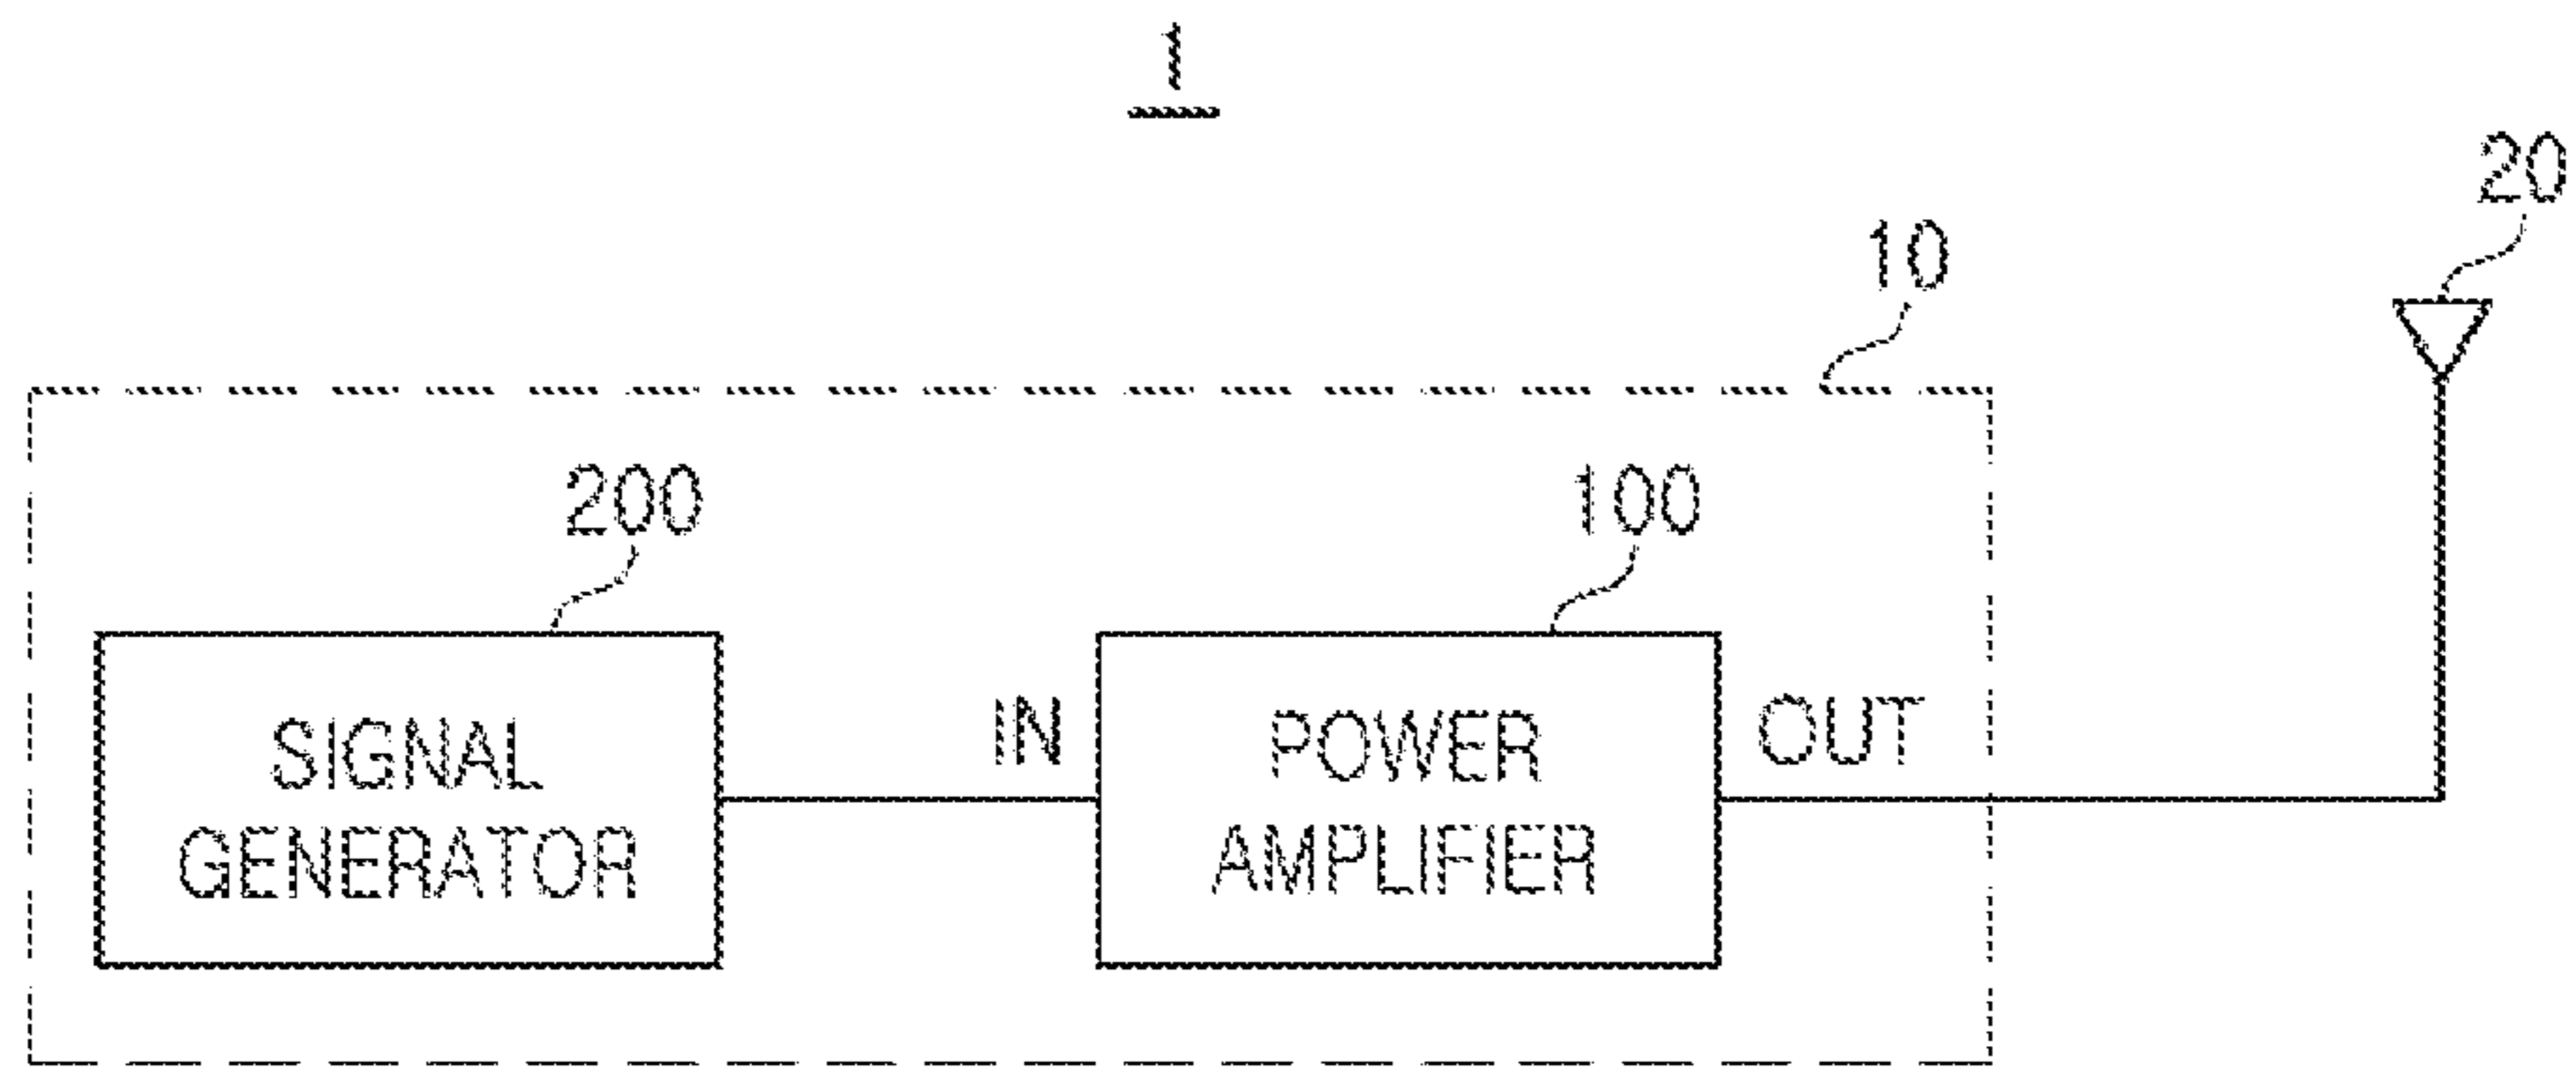 1
20
10
200
100
IN
OUT
SIGNAL
GENERATOR
POWER
AMPLIFIER